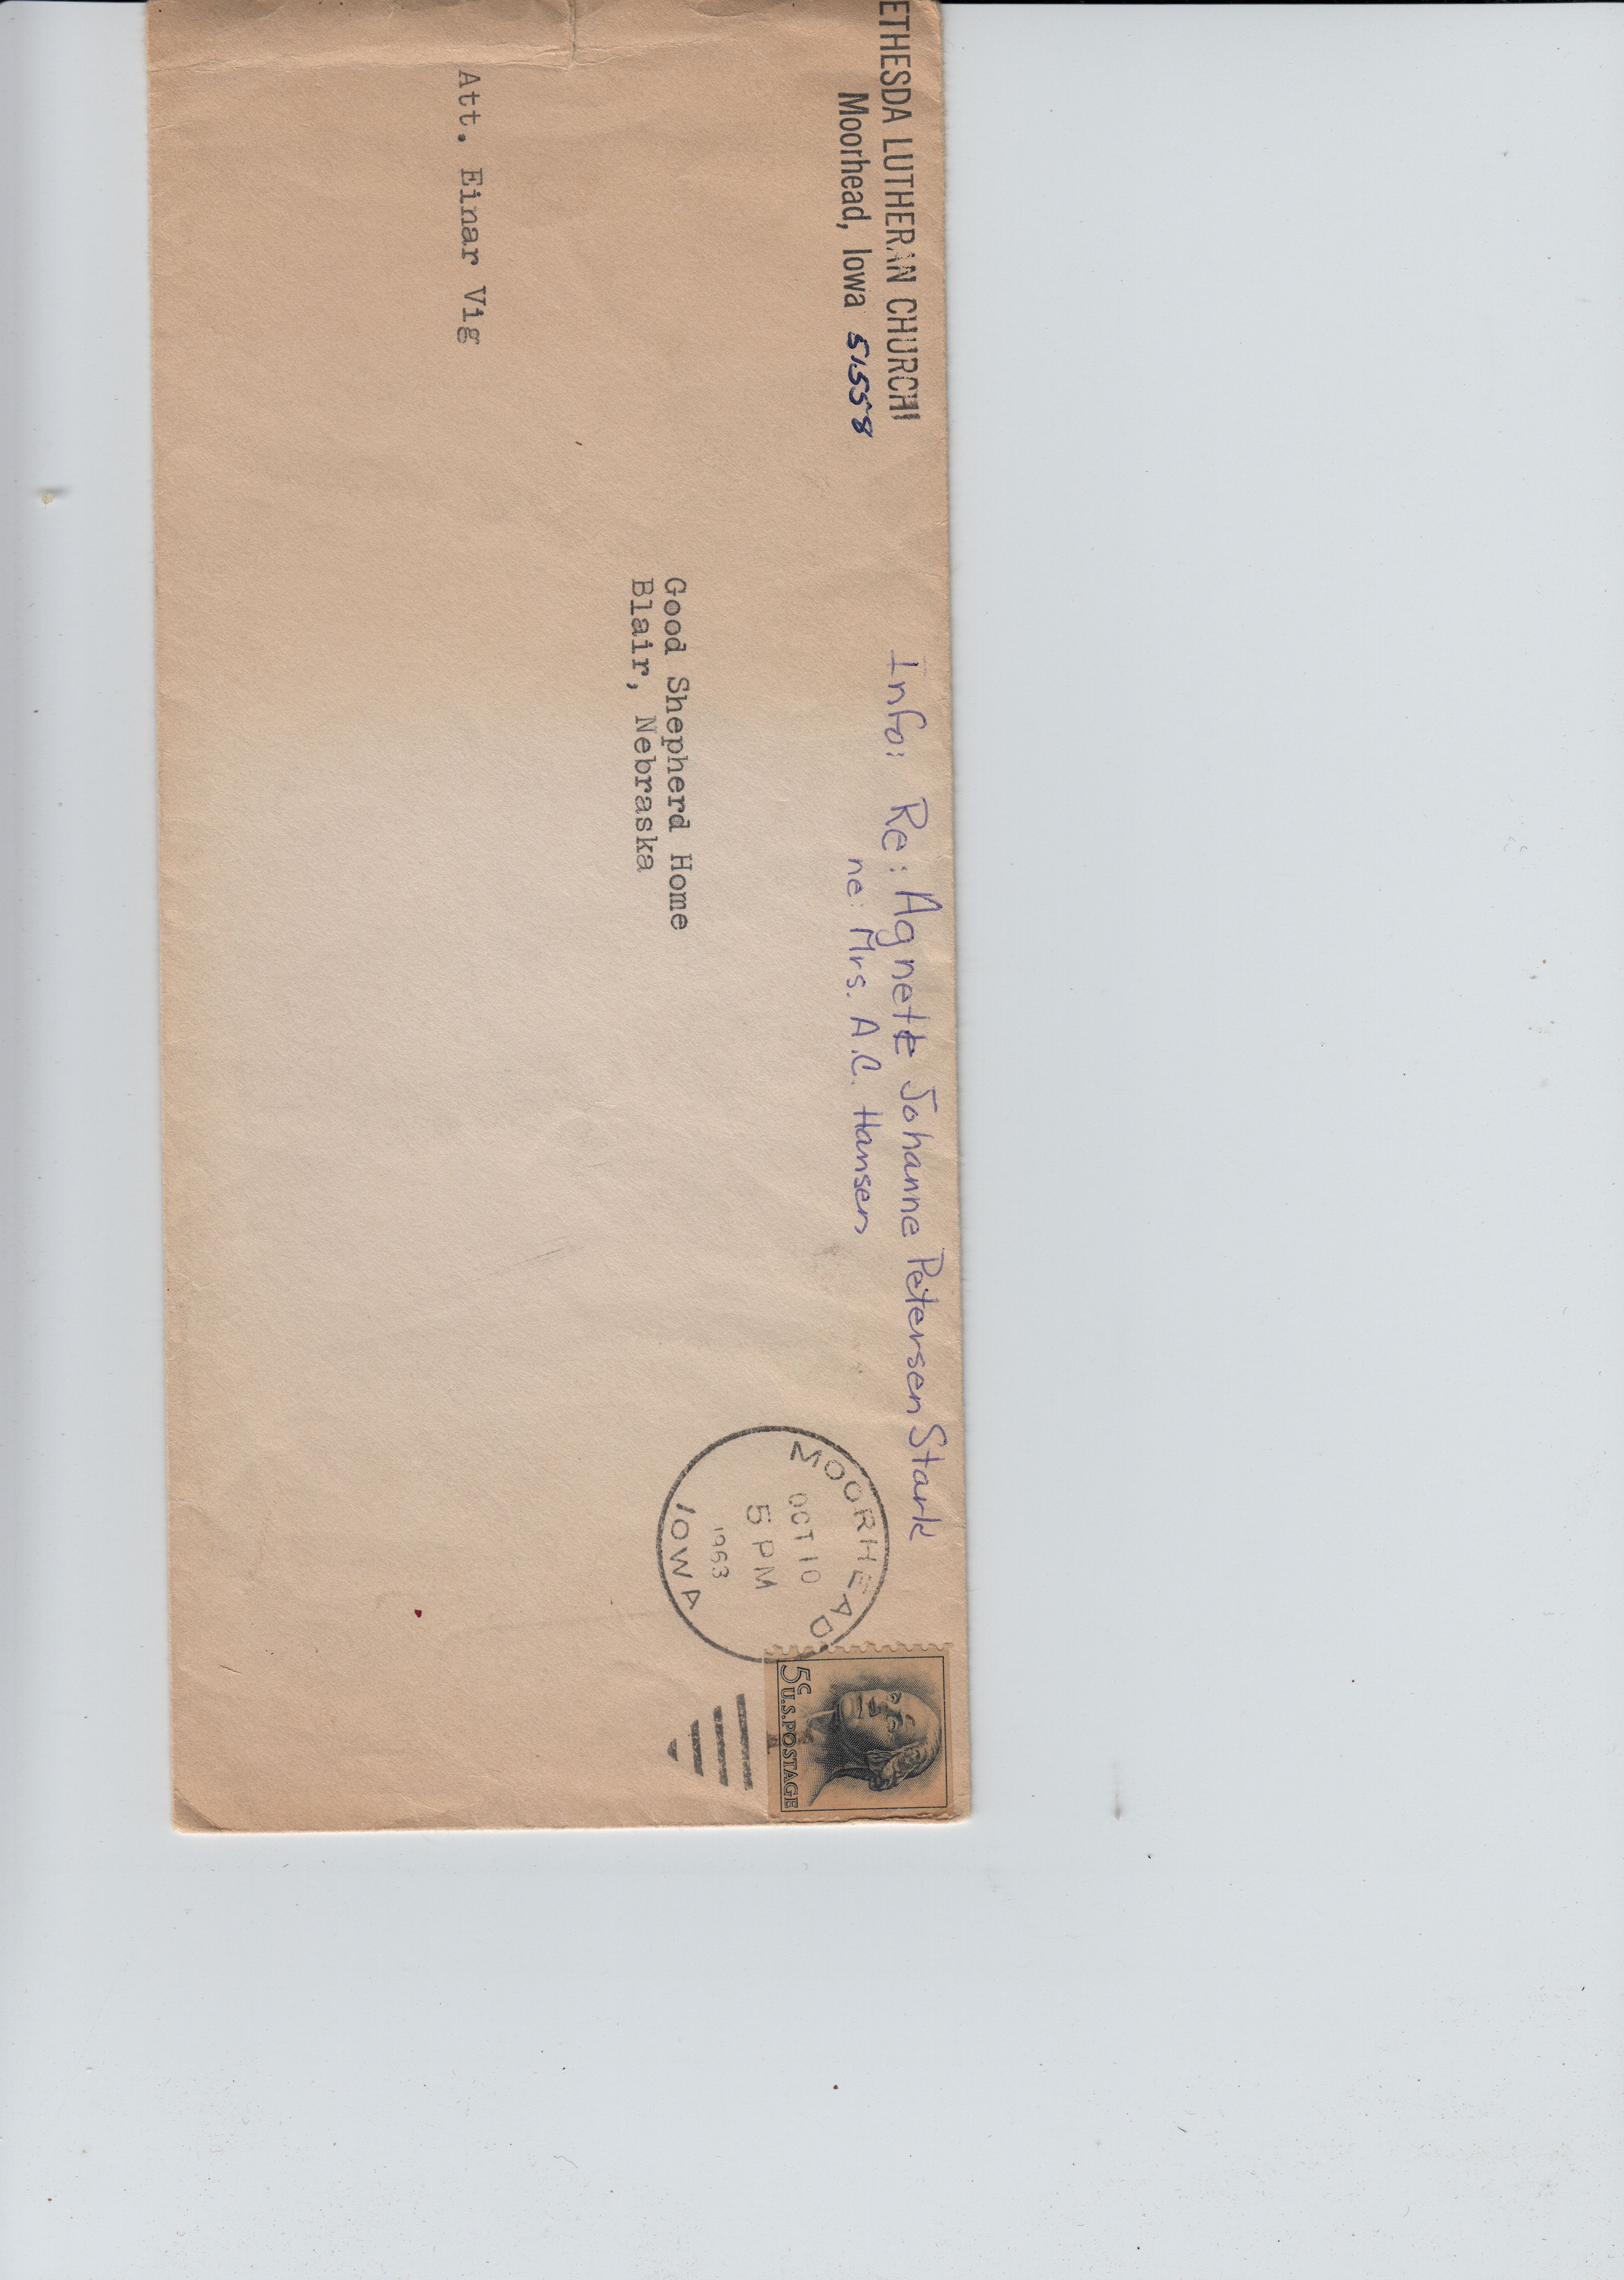 ETHESDA LUTHERAN CHURCH
Moorhead, Iowa 51558
Info: Re: Agnete Johanne Petersen Stark
ne: Mrs. A.C. Hansen
MOORHEAD
OCT 10
5 PM
1963
IOWA
5c U.S. POSTAGE
Good Shepherd Home
Blair, Nebraska
Att. Einar Vig